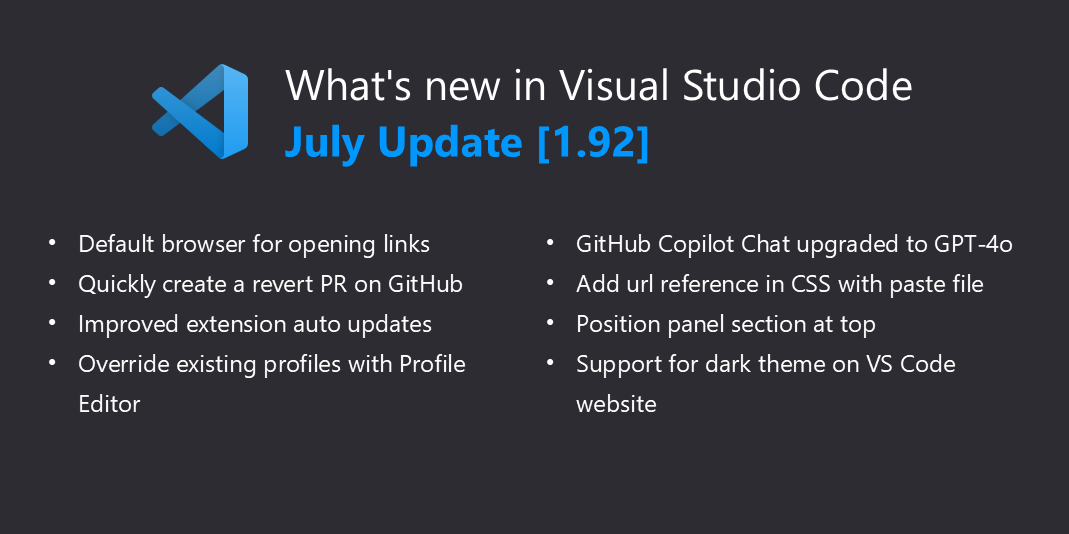 What's new in Visual Studio Code
July Update [1.92]
• Default browser for opening links
• Quickly create a revert PR on GitHub
• Improved extension auto updates
• Override existing profiles with Profile
Editor
• GitHub Copilot Chat upgraded to GPT-4o
• Add url reference in CSS with paste file
• Position panel section at top
• Support for dark theme on VS Code
website